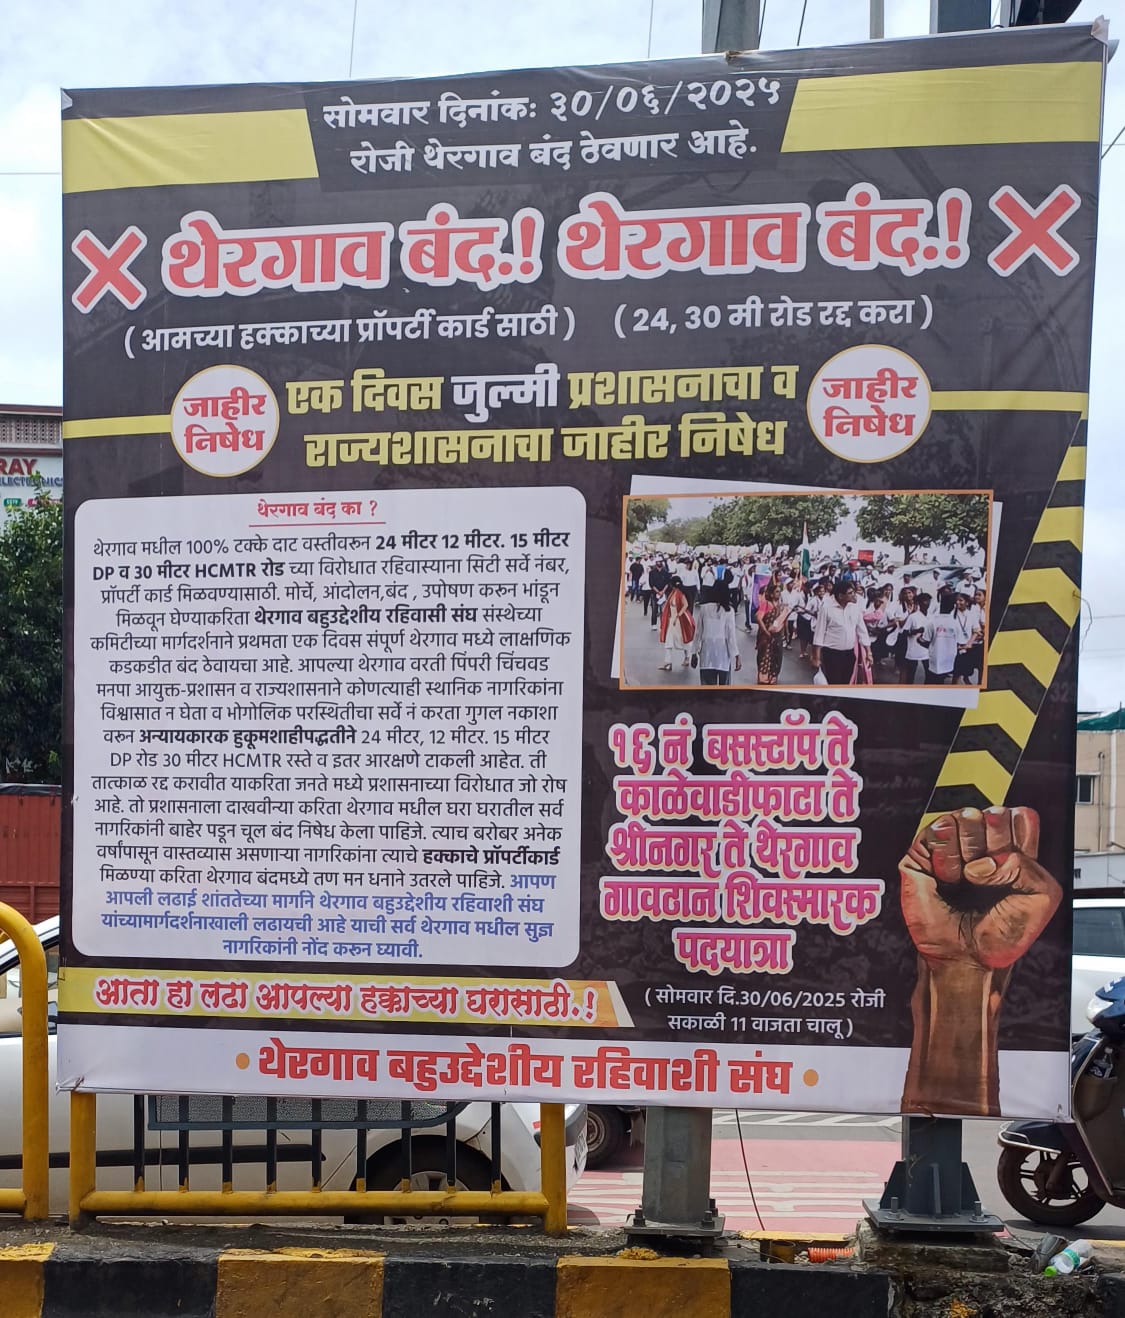 सोमवार दिनांक: ३०/०६/२०२५
रोजी थेरगाव बंद ठेवणार आहे.
थेरगाव बंद.! थेरगाव बंद.!
( आमच्या हक्काच्या प्रॉपर्टी कार्ड साठी ) ( 24, 30 मी रोड रद्द करा )
जाहीर
निषेध
एक दिवस जुल्मी प्रशासनाचा व
राज्यशासनाचा जाहीर निषेध
जाहीर
निषेध
थेरगाव बंद का ?
थेरगाव मधील 100% टक्के दाट वस्तीवरून 24 मीटर 12 मीटर. 15 मीटर
DP व 30 मीटर HCMTR रोड च्या विरोधात रहिवास्याना सिटी सर्वे नंबर,
प्रॉपर्टी कार्ड मिळवण्यासाठी. मोर्चे, आंदोलन,बंद , उपोषण करून भांडून
मिळवून घेण्याकरिता थेरगाव बहुउद्देशीय रहिवासी संघ संस्थेच्या
कमिटीच्या मार्गदर्शनाने प्रथमता एक दिवस संपूर्ण थेरगाव मध्ये लाक्षणिक
कडकडीत बंद ठेवायचा आहे. आपल्या थेरगाव वरती पिंपरी चिंचवड
मनपा आयुक्त-प्रशासन व राज्यशासनाने कोणत्याही स्थानिक नागरिकांना
विश्वासात न घेता व भोगोलिक परस्थितीचा सर्वे नं करता गुगल नकाशा
वरून अन्यायकारक हुकूमशाहीपद्धतीने 24 मीटर, 12 मीटर. 15 मीटर
DP रोड 30 मीटर HCMTR रस्ते व इतर आरक्षणे टाकली आहेत. ती
तात्काळ रद्द करावीत याकरिता जनते मध्ये प्रशासनाच्या विरोधात जो रोष
आहे. तो प्रशासनाला दाखवीन्या करिता थेरगाव मधील घरा घरातील सर्व
नागरिकांनी बाहेर पडून चूल बंद निषेध केला पाहिजे. त्याच बरोबर अनेक
वर्षांपासून वास्तव्यास असणाऱ्या नागरिकांना त्याचे हक्काचे प्रॉपर्टीकार्ड
मिळण्या करिता थेरगाव बंदमध्ये तण मन धनाने उतरले पाहिजे. आपण
आपली लढाई शांततेच्या मार्गाने थेरगाव बहुउद्देशीय रहिवाशी संघ
यांच्यामार्गदर्शनाखाली लढायची आहे याची सर्व थेरगाव मधील सुज्ञ
नागरिकांनी नोंद करून घ्यावी.
१६ नं बसस्टॉप ते
काळेवाडीफाटा ते
श्रीनगर ते थेरगाव
गावठान शिवस्मारक
पदयात्रा
( सोमवार दि.30/06/2025 रोजी
सकाळी 11 वाजता चालू )
आता हा लढा आपल्या हक्काच्या घरासाठी.!
थेरगाव बहुउद्देशीय रहिवाशी संघ
RAY